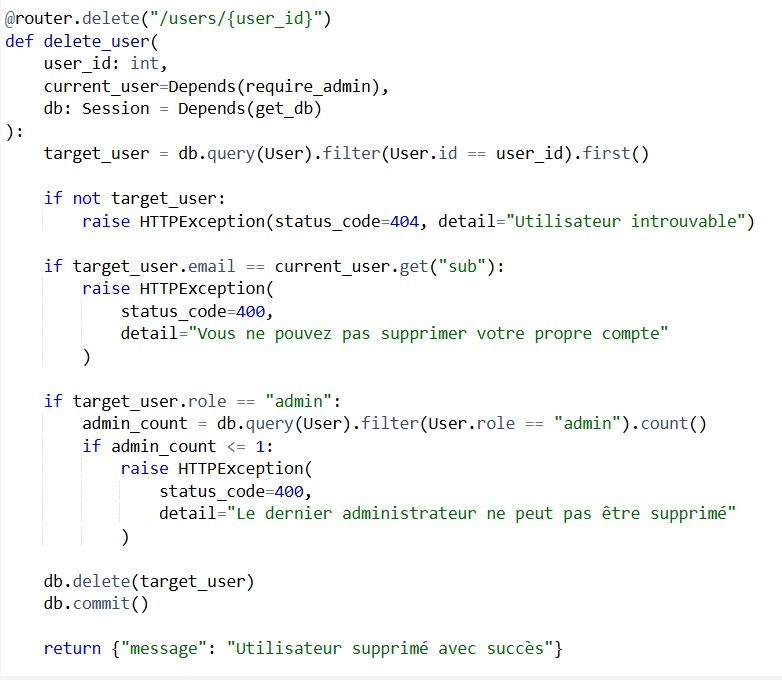 @router.delete("/users/{user_id}")
def delete_user(
    user_id: int,
    current_user=Depends(require_admin),
    db: Session = Depends(get_db)
):
    target_user = db.query(User).filter(User.id == user_id).first()

    if not target_user:
        raise HTTPException(status_code=404, detail="Utilisateur introuvable")

    if target_user.email == current_user.get("sub"):
        raise HTTPException(
            status_code=400,
            detail="Vous ne pouvez pas supprimer votre propre compte"
        )

    if target_user.role == "admin":
        admin_count = db.query(User).filter(User.role == "admin").count()
        if admin_count <= 1:
            raise HTTPException(
                status_code=400,
                detail="Le dernier administrateur ne peut pas être supprimé"
            )

    db.delete(target_user)
    db.commit()

    return {"message": "Utilisateur supprimé avec succès"}